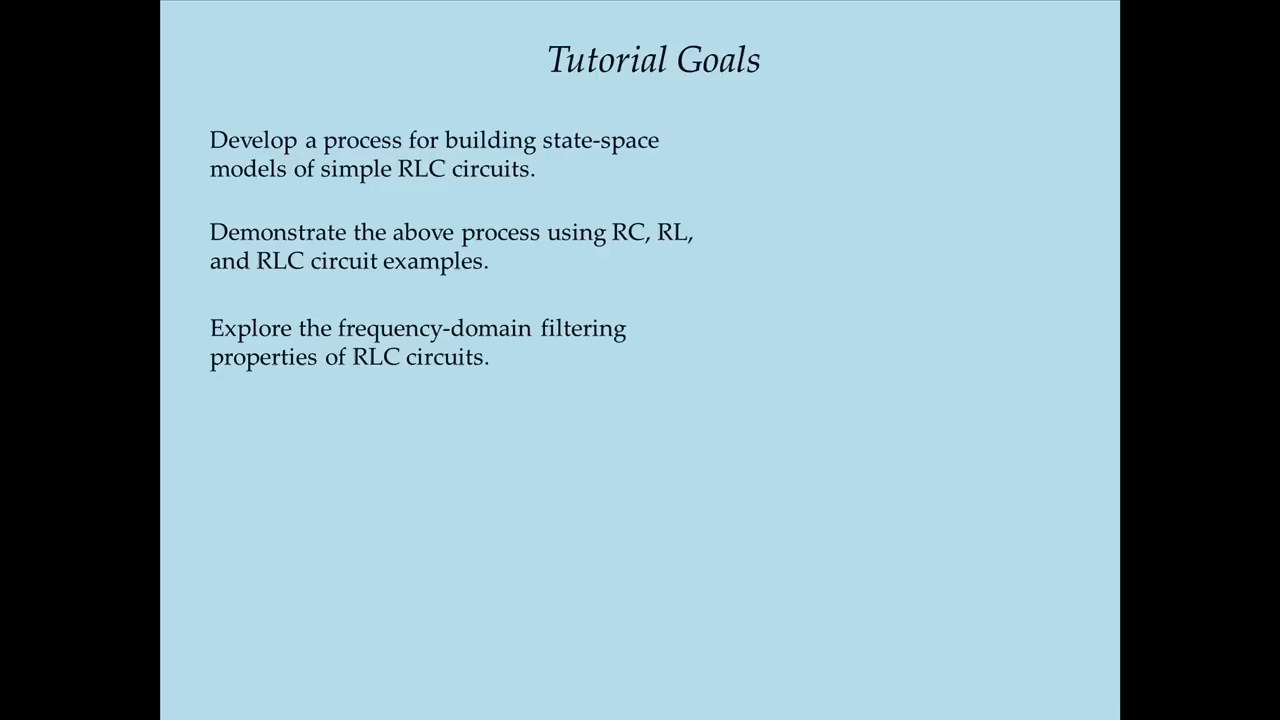 Tutorial Goals
Develop a process for building state-space
models of simple RLC circuits.
Demonstrate the above process using RC, RL,
and RLC circuit examples.
Explore the frequency-domain filtering
properties of RLC circuits.